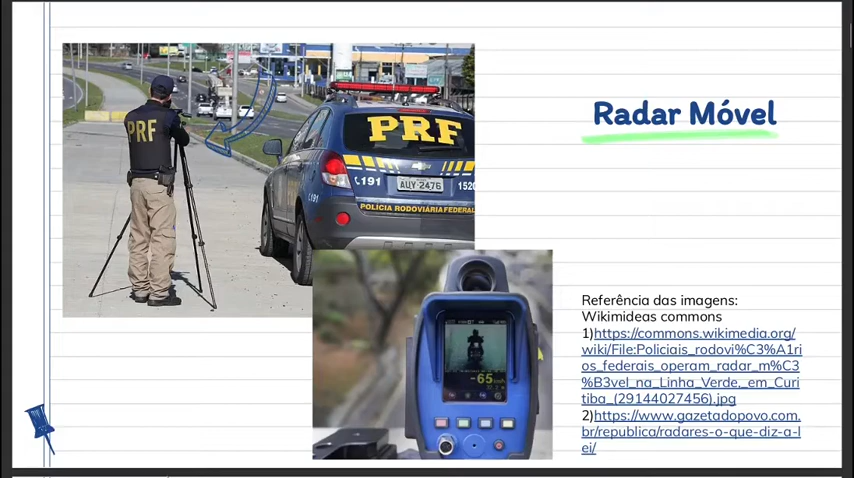 Radar Móvel
PRF
PRF
191
191
AUY-2476
1520
POLICIA RODOVIÁRIA FEDERAL
-65
Referência das imagens:
Wikimideas commons
1)https://commons.wikimedia.org/
wiki/File:Policiais_rodovi%C3%A1ri
os_federais_operam_radar_m%C3
%B3vel_na_Linha_Verde,_em_Curi
tiba_(29144027456).jpg
2)https://www.gazetadopovo.com.
br/republica/radares-o-que-diz-a-l
ei/